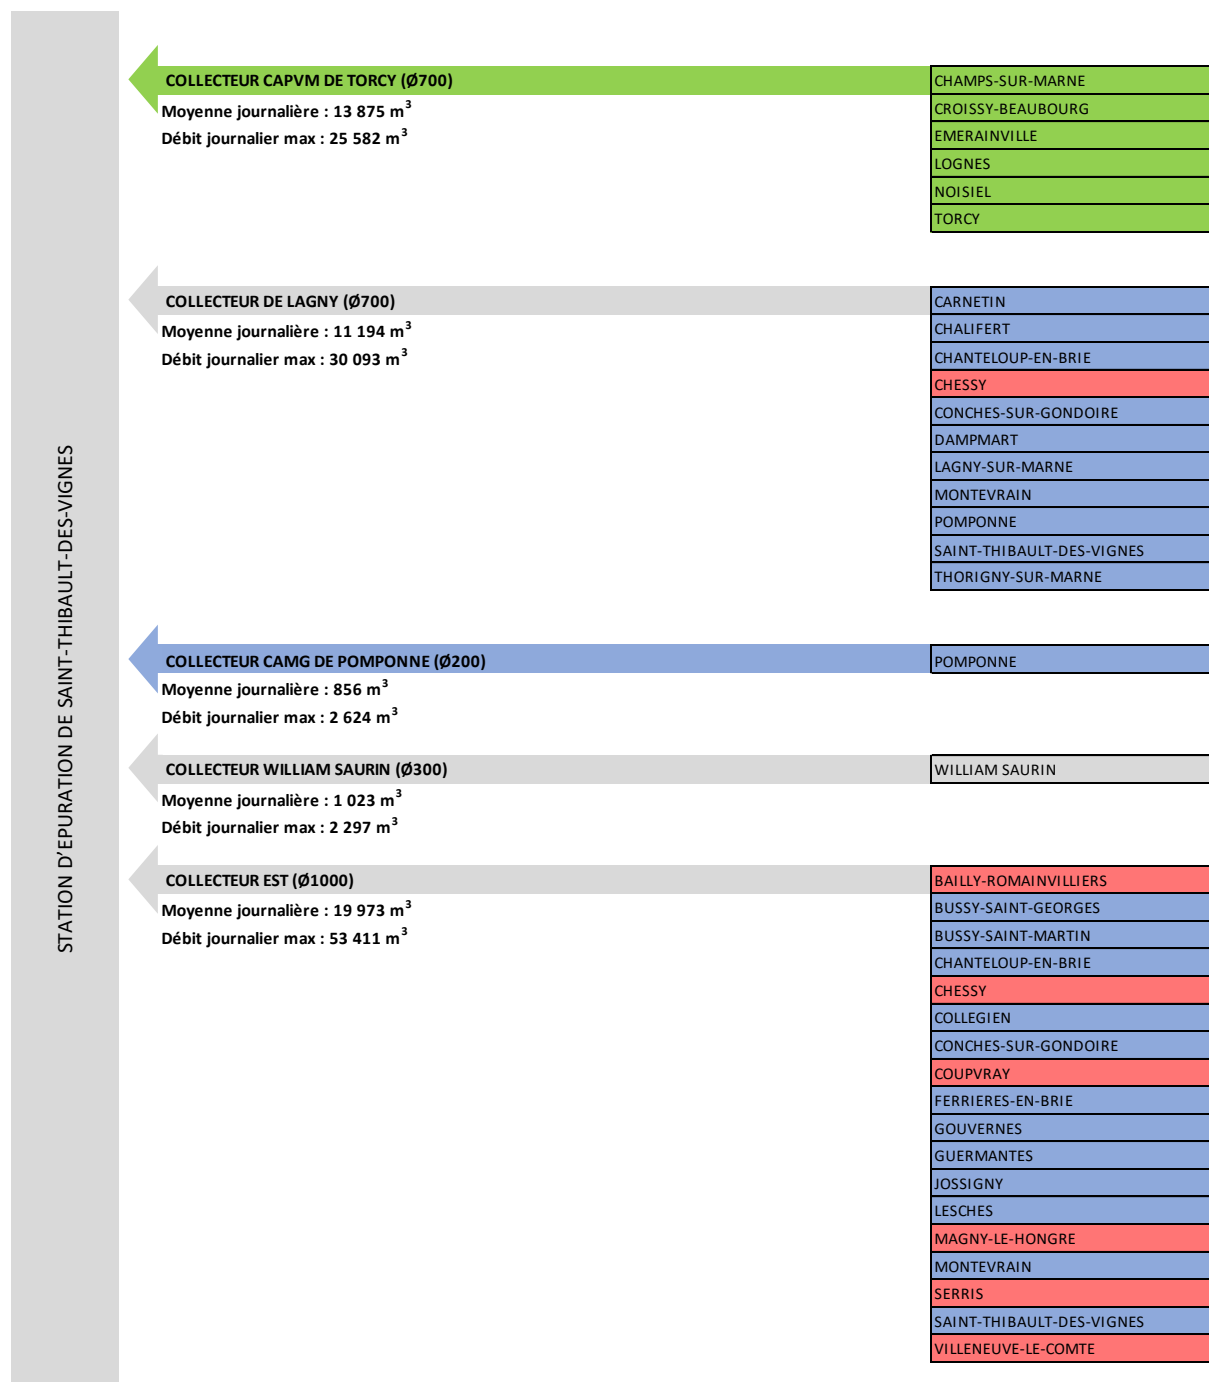 STATION D'EPURATION DE SAINT-THIBAULT-DES-VIGNES
COLLECTEUR CAPVM DE TORCY (Ø700)
Moyenne journalière : 13 875 m³
Débit journalier max : 25 582 m³
CHAMPS-SUR-MARNE
CROISSY-BEAUBOURG
EMERAINVILLE
LOGNES
NOISIEL
TORCY
COLLECTEUR DE LAGNY (Ø700)
Moyenne journalière : 11 194 m³
Débit journalier max : 30 093 m³
CARNETIN
CHALIFERT
CHANTELOUP-EN-BRIE
CHESSY
CONCHES-SUR-GONDOIRE
DAMPMART
LAGNY-SUR-MARNE
MONTEVRAIN
POMPONNE
SAINT-THIBAULT-DES-VIGNES
THORIGNY-SUR-MARNE
COLLECTEUR CAMG DE POMPONNE (Ø200)
Moyenne journalière : 856 m³
Débit journalier max : 2 624 m³
POMPONNE
COLLECTEUR WILLIAM SAURIN (Ø300)
Moyenne journalière : 1 023 m³
Débit journalier max : 2 297 m³
WILLIAM SAURIN
COLLECTEUR EST (Ø1000)
Moyenne journalière : 19 973 m³
Débit journalier max : 53 411 m³
BAILLY-ROMAINVILLIERS
BUSSY-SAINT-GEORGES
BUSSY-SAINT-MARTIN
CHANTELOUP-EN-BRIE
CHESSY
COLLEGIEN
CONCHES-SUR-GONDOIRE
COUPVRAY
FERRIERES-EN-BRIE
GOUVERNES
GUERMANTES
JOSSIGNY
LESCHES
MAGNY-LE-HONGRE
MONTEVRAIN
SERRIS
SAINT-THIBAULT-DES-VIGNES
VILLENEUVE-LE-COMTE